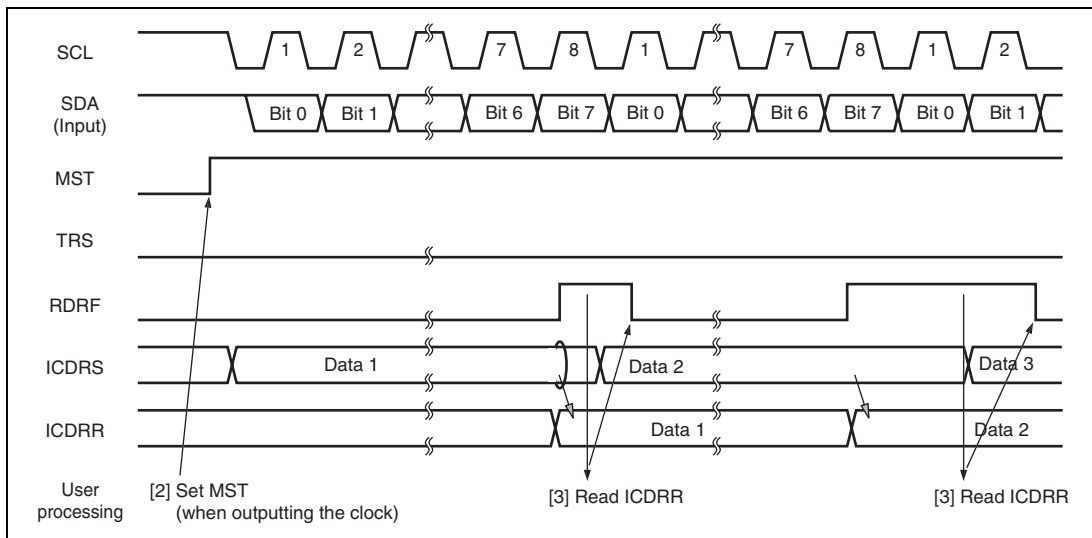 SCL 1 2 7 8 1 7 8 1 2
SDA
(Input)
Bit 0 Bit 1 Bit 6 Bit 7 Bit 0 Bit 6 Bit 7 Bit 0 Bit 1
MST
TRS
RDRF
ICDRS Data 1 Data 2 Data 3
ICDRR Data 1 Data 2
User
processing
[2] Set MST
(when outputting the clock)
[3] Read ICDRR
[3] Read ICDRR